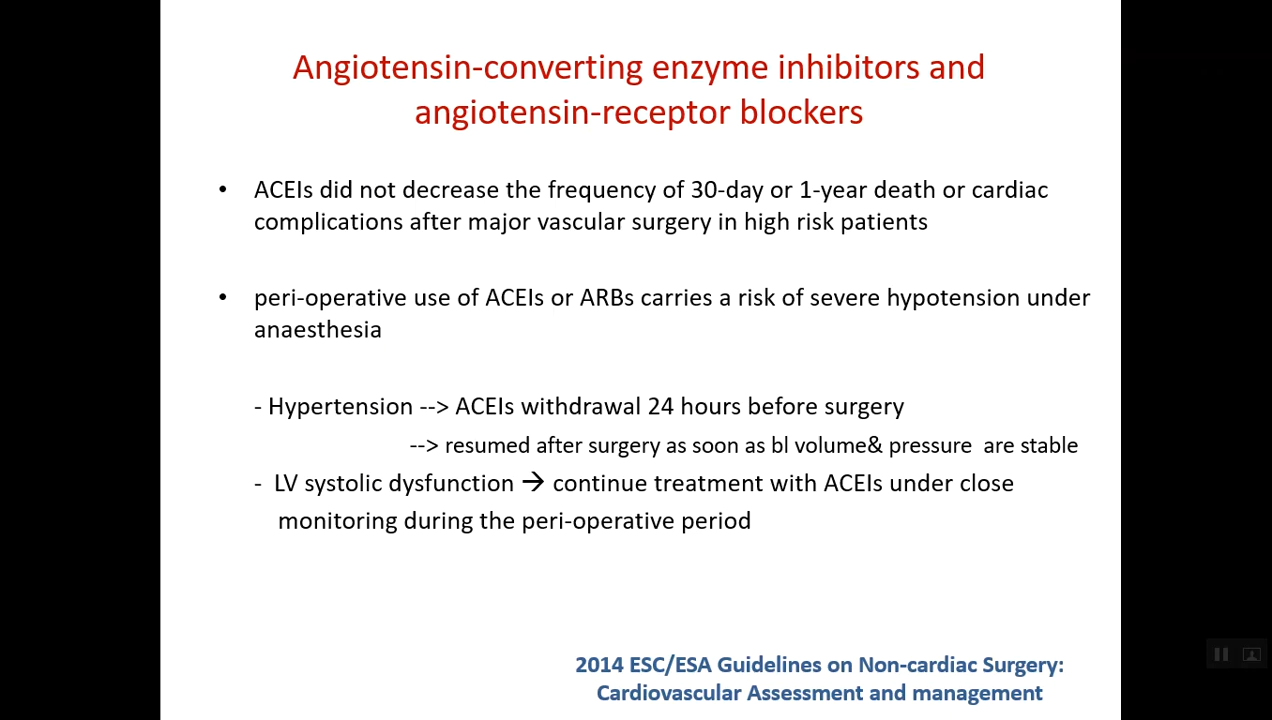 Angiotensin-converting enzyme inhibitors and
angiotensin-receptor blockers
• ACEIs did not decrease the frequency of 30-day or 1-year death or cardiac
complications after major vascular surgery in high risk patients
• peri-operative use of ACEIs or ARBs carries a risk of severe hypotension under
anaesthesia
- Hypertension --> ACEIs withdrawal 24 hours before surgery
--> resumed after surgery as soon as bl volume& pressure are stable
- LV systolic dysfunction → continue treatment with ACEIs under close
monitoring during the peri-operative period
2014 ESC/ESA Guidelines on Non-cardiac Surgery:
Cardiovascular Assessment and management